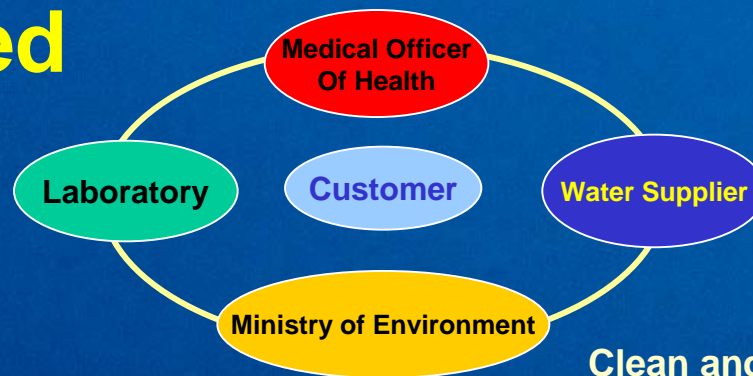 ed
Medical Officer
Of Health
Laboratory
Customer
Water Supplier
Ministry of Environment
Clean and